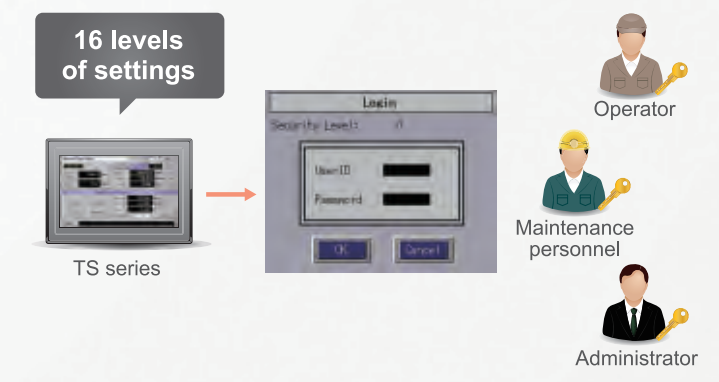 16 levels
of settings
TS series
Login
Security Level:
UserID
Password
OK
Cancel
Operator
Maintenance
personnel
Administrator